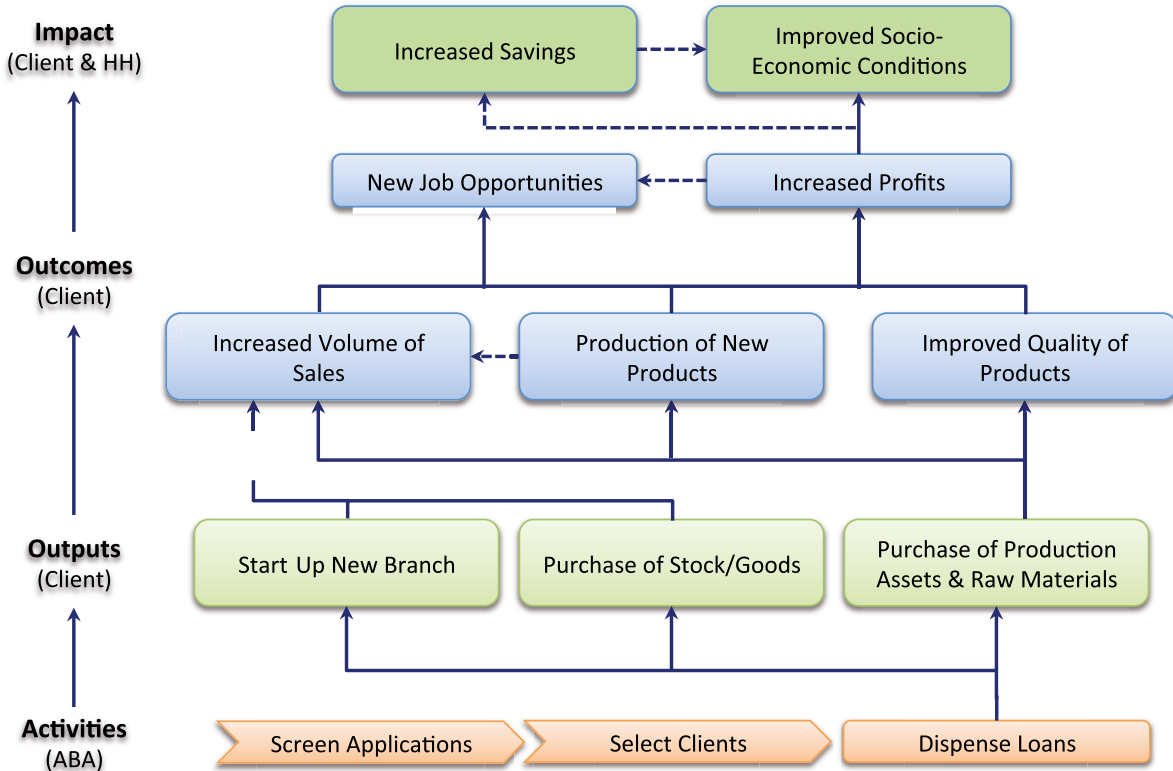 Impact
(Client & HH)
Increased Savings
Improved Socio-
Economic Conditions
New Job Opportunities
Increased Profits
Outcomes
(Client)
Increased Volume of
Sales
Production of New
Products
Improved Quality of
Products
Outputs
(Client)
Start Up New Branch
Purchase of Stock/Goods
Purchase of Production
Assets & Raw Materials
Activities
(ABA)
Screen Applications
Select Clients
Dispense Loans